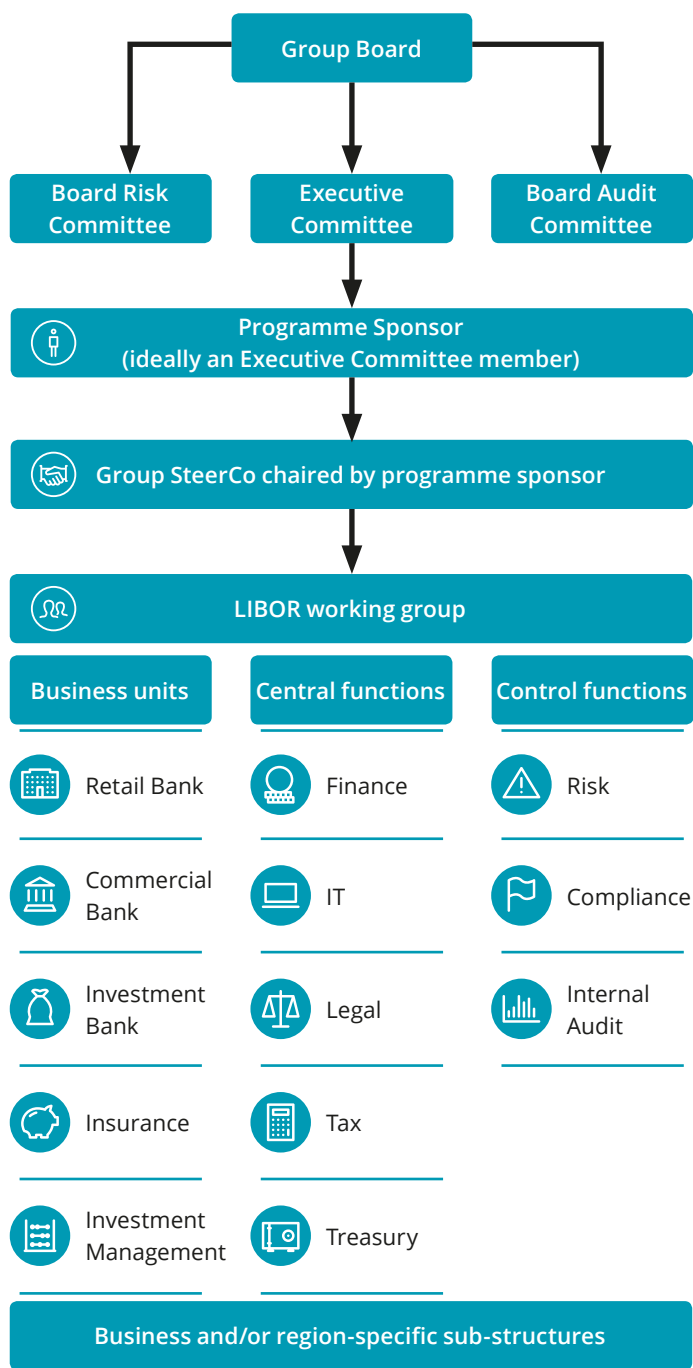 Group Board
Board Risk
Committee
Executive
Committee
Board Audit
Committee
Programme Sponsor
(ideally an Executive Committee member)
Group SteerCo chaired by programme sponsor
LIBOR working group
Business units
Central functions
Control functions
Retail Bank
Finance
Risk
Commercial
Bank
IT
Compliance
Investment
Bank
Legal
Internal
Audit
Insurance
Tax
Investment
Management
Treasury
Business and/or region-specific sub-structures